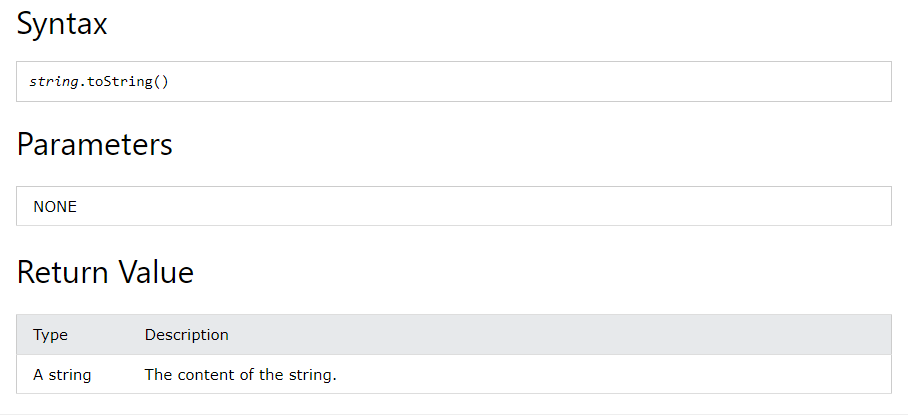 Syntax
string.toString()
Parameters
NONE
Return Value
Type Description
A string The content of the string.